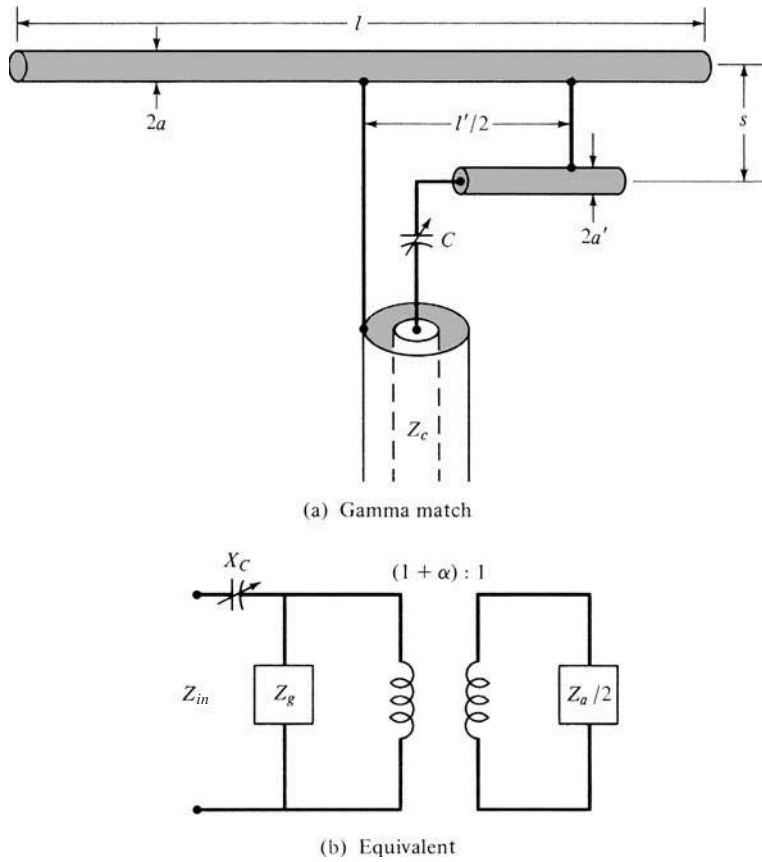 l
2a
l'/2
s
2a'
C
Z_c
(a) Gamma match
X_C
(1 + α) : 1
Z_in
Z_g
Z_a /2
(b) Equivalent